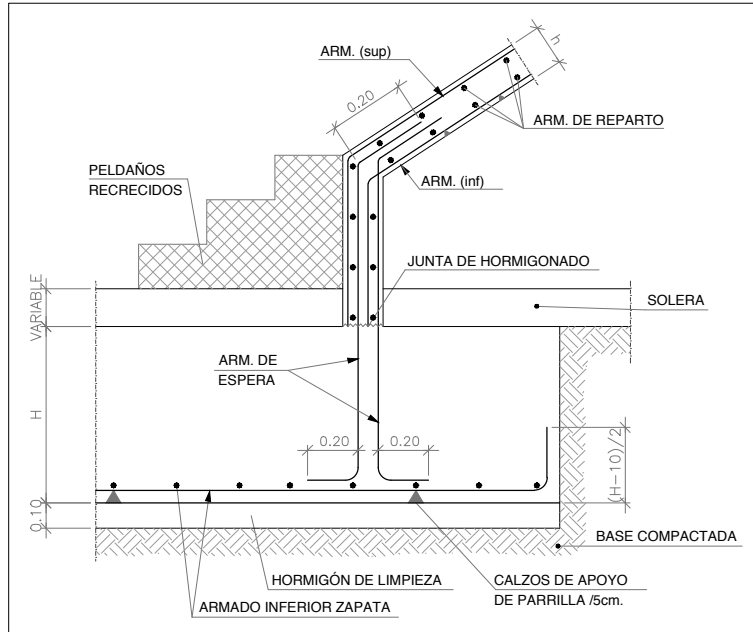 ARM. (sup)
h
0.20
ARM. DE REPARTO
PELDAÑOS
RECRECIDOS
ARM. (inf)
JUNTA DE HORMIGONADO
VARIABLE
SOLERA
ARM. DE
ESPERA
H
0.20
0.20
(H-10)/2
0.10
BASE COMPACTADA
HORMIGÓN DE LIMPIEZA
CALZOS DE APOYO
DE PARRILLA /5cm.
ARMADO INFERIOR ZAPATA